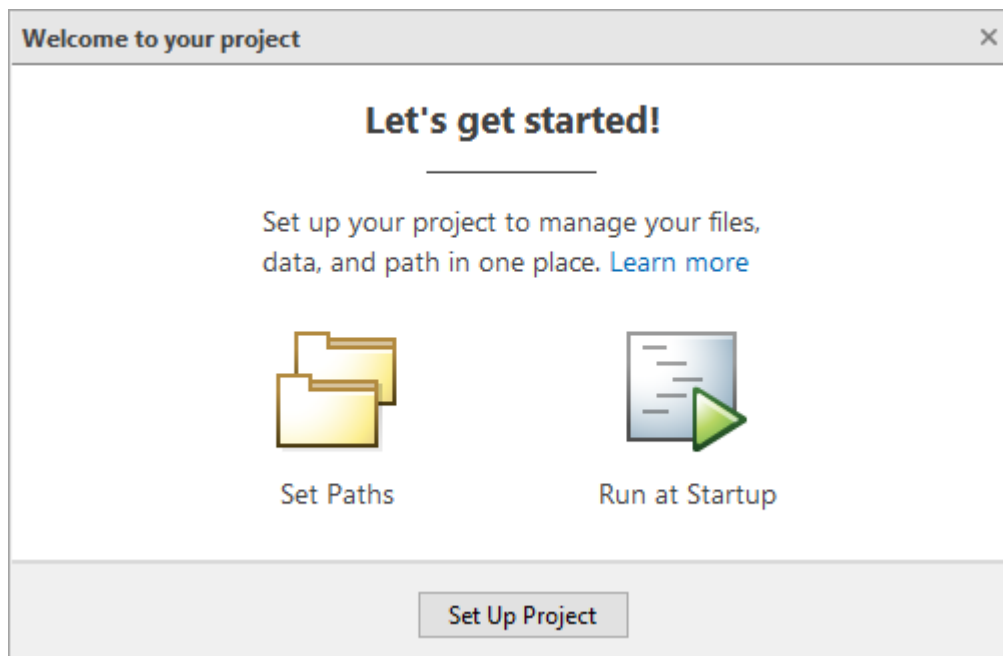 Welcome to your project
Let's get started!
Set up your project to manage your files,
data, and path in one place. Learn more
Set Paths
Run at Startup
Set Up Project